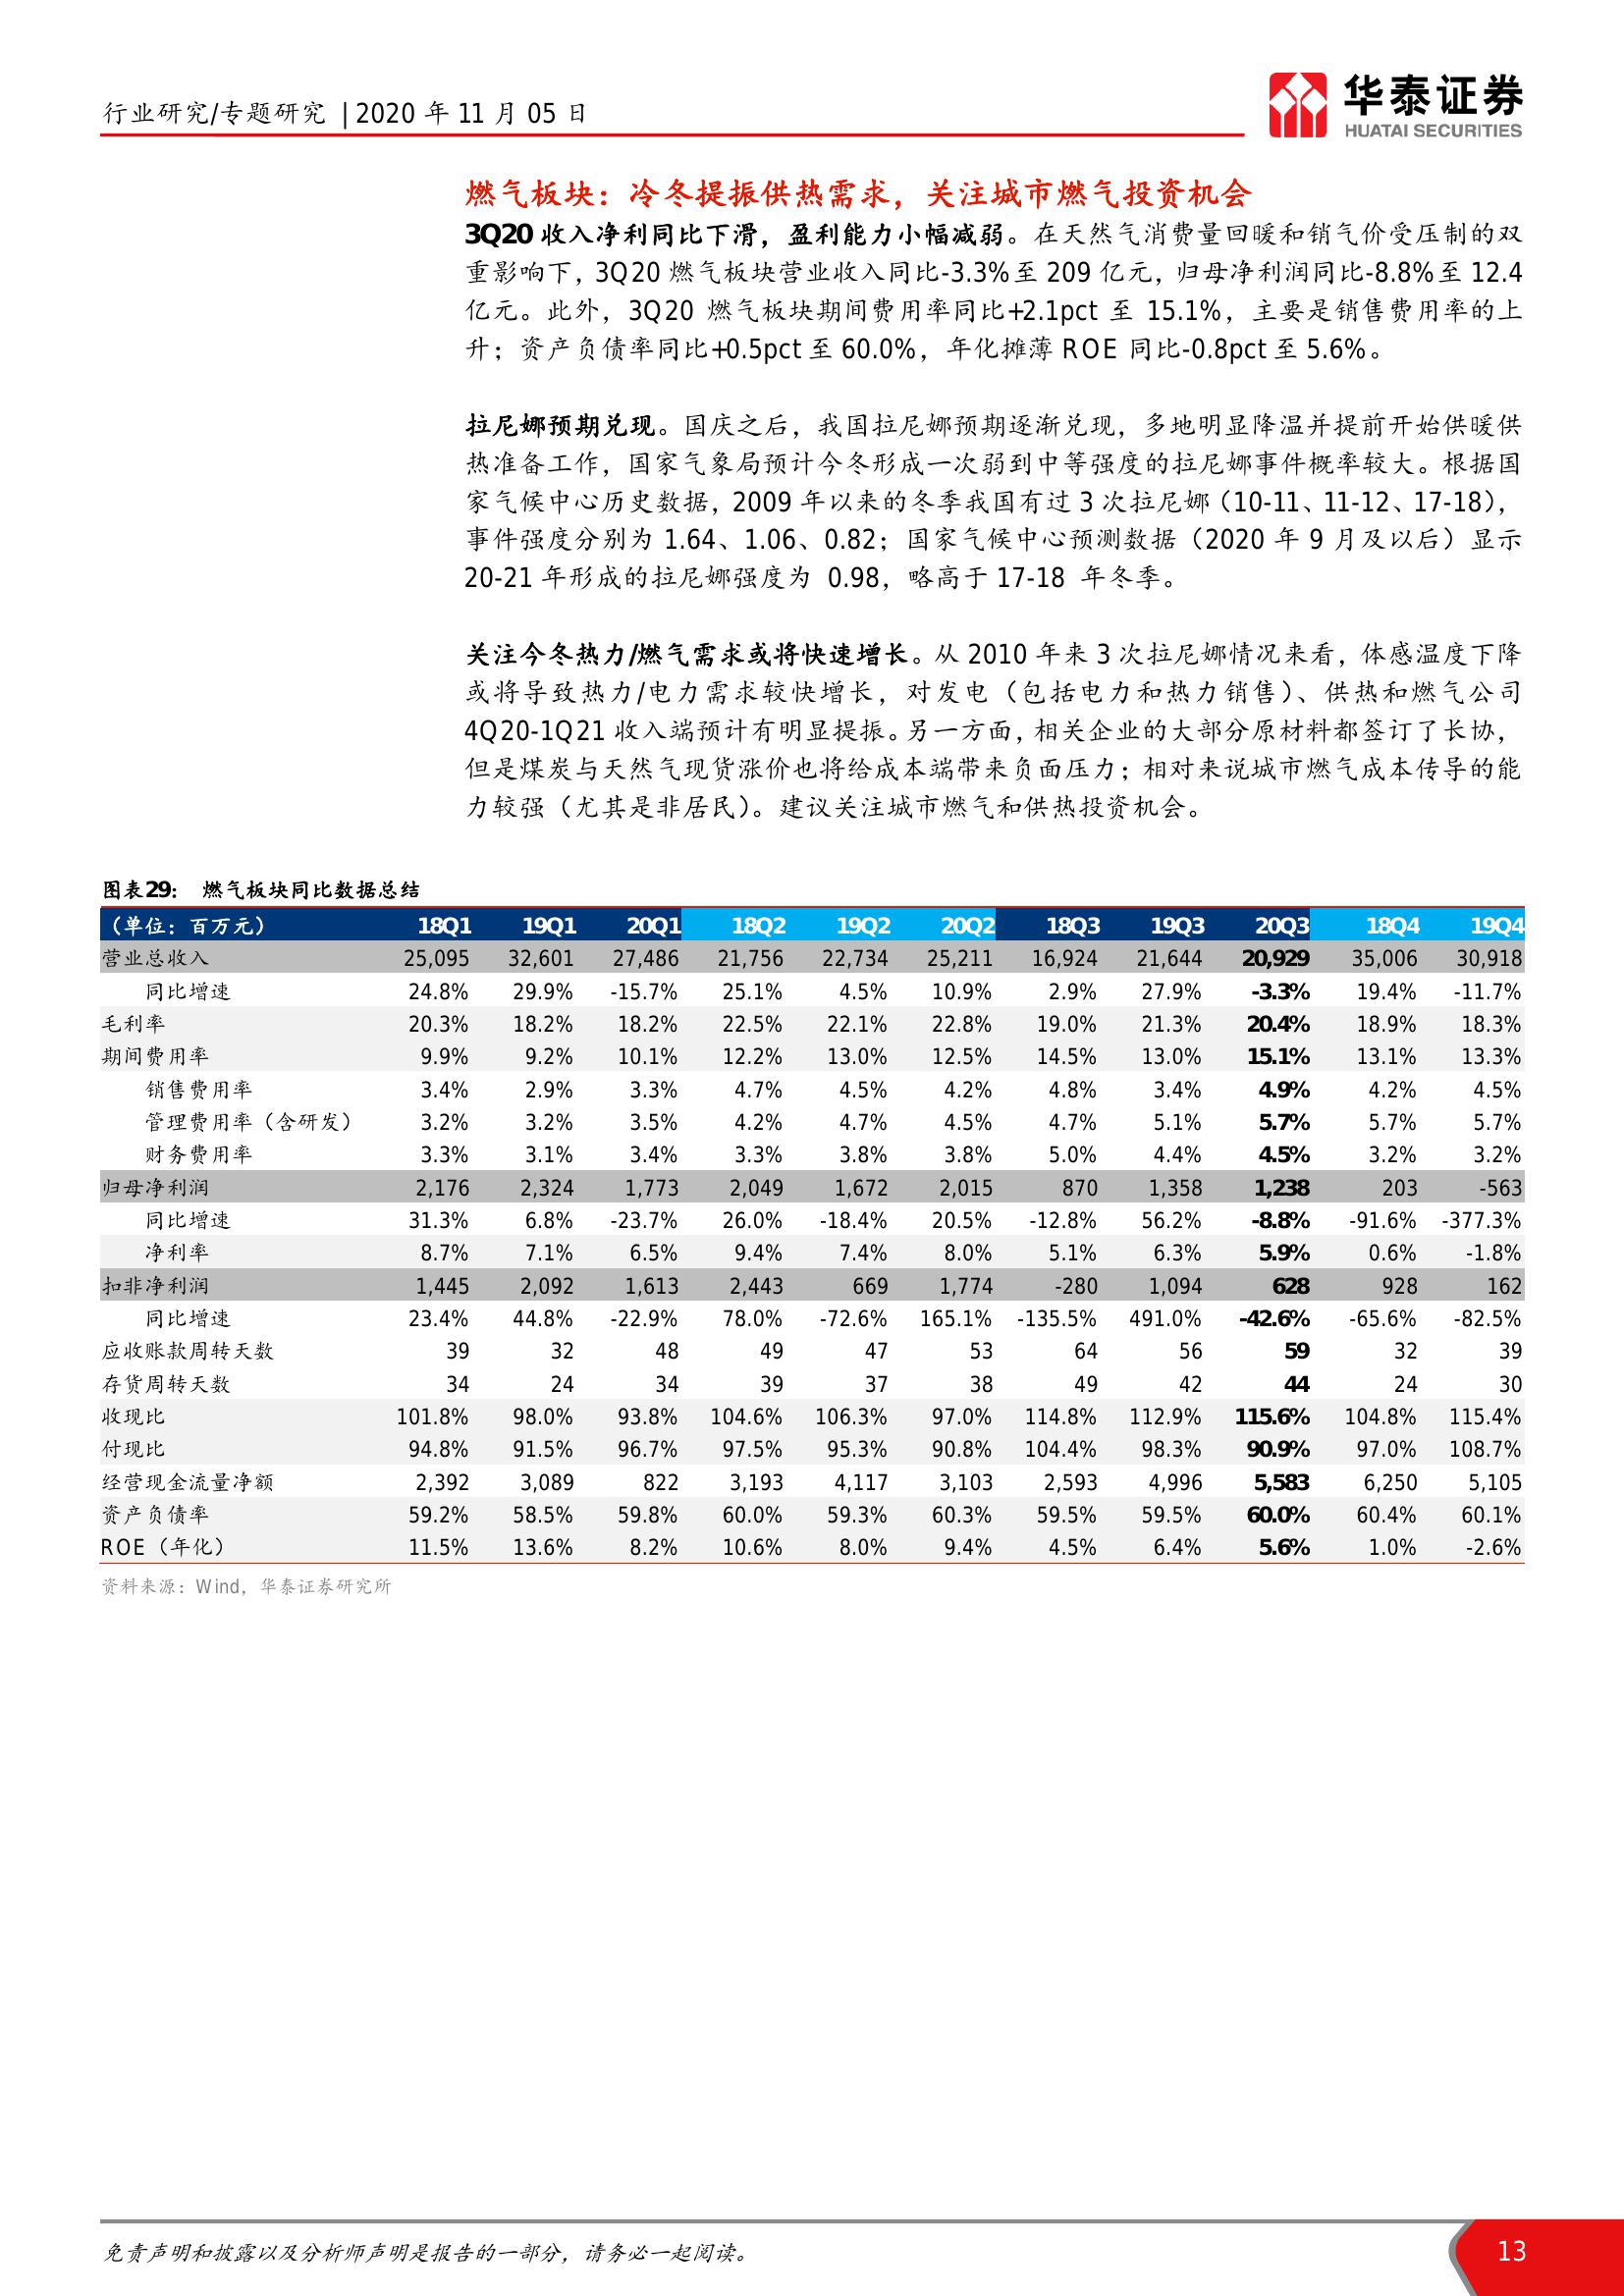 行业研究/专题研究 | 2020 年 11 月 05 日
华泰证券
HUATAI SECURITIES
燃气板块：冷冬提振供热需求，关注城市燃气投资机会
3Q20 收入净利同比下滑，盈利能力小幅减弱。在天然气消费量回暖和销气价受压制的双
重影响下，3Q20 燃气板块营业收入同比-3.3%至 209 亿元，归母净利润同比-8.8%至 12.4
亿元。此外，3Q20 燃气板块期间费用率同比+2.1pct 至 15.1%，主要是销售费用率的上
升；资产负债率同比+0.5pct 至 60.0%，年化摊薄 ROE 同比-0.8pct 至 5.6%。
拉尼娜预期兑现。国庆之后，我国拉尼娜预期逐渐兑现，多地明显降温并提前开始供暖供
热准备工作，国家气象局预计今冬形成一次弱到中等强度的拉尼娜事件概率较大。根据国
家气候中心历史数据，2009 年以来的冬季我国有过 3 次拉尼娜（10-11、11-12、17-18），
事件强度分别为 1.64、1.06、0.82；国家气候中心预测数据（2020 年 9 月及以后）显示
20-21 年形成的拉尼娜强度为 0.98，略高于 17-18 年冬季。
关注今冬热力/燃气需求或将快速增长。从 2010 年来 3 次拉尼娜情况来看，体感温度下降
或将导致热力/电力需求较快增长，对发电（包括电力和热力销售）、供热和燃气公司
4Q20-1Q21 收入端预计有明显提振。另一方面，相关企业的大部分原材料都签订了长协，
但是煤炭与天然气现货涨价也将给成本端带来负面压力；相对来说城市燃气成本传导的能
力较强（尤其是非居民）。建议关注城市燃气和供热投资机会。
图表29： 燃气板块同比数据总结
（单位：百万元） 18Q1 19Q1 20Q1 18Q2 19Q2 20Q2 18Q3 19Q3 20Q3 18Q4 19Q4
营业总收入 25,095 32,601 27,486 21,756 22,734 25,211 16,924 21,644 20,929 35,006 30,918
同比增速 24.8% 29.9% -15.7% 25.1% 4.5% 10.9% 2.9% 27.9% -3.3% 19.4% -11.7%
毛利率 20.3% 18.2% 18.2% 22.5% 22.1% 22.8% 19.0% 21.3% 20.4% 18.9% 18.3%
期间费用率 9.9% 9.2% 10.1% 12.2% 13.0% 12.5% 14.5% 13.0% 15.1% 13.1% 13.3%
销售费用率 3.4% 2.9% 3.3% 4.7% 4.5% 4.2% 4.8% 3.4% 4.9% 4.2% 4.5%
管理费用率（含研发） 3.2% 3.2% 3.5% 4.2% 4.7% 4.5% 4.7% 5.1% 5.7% 5.7% 5.7%
财务费用率 3.3% 3.1% 3.4% 3.3% 3.8% 3.8% 5.0% 4.4% 4.5% 3.2% 3.2%
归母净利润 2,176 2,324 1,773 2,049 1,672 2,015 870 1,358 1,238 203 -563
同比增速 31.3% 6.8% -23.7% 26.0% -18.4% 20.5% -12.8% 56.2% -8.8% -91.6% -377.3%
净利率 8.7% 7.1% 6.5% 9.4% 7.4% 8.0% 5.1% 6.3% 5.9% 0.6% -1.8%
扣非净利润 1,445 2,092 1,613 2,443 669 1,774 -280 1,094 628 928 162
同比增速 23.4% 44.8% -22.9% 78.0% -72.6% 165.1% -135.5% 491.0% -42.6% -65.6% -82.5%
应收账款周转天数 39 32 48 49 47 53 64 56 59 32 39
存货周转天数 34 24 34 39 37 38 49 42 44 24 30
收现比 101.8% 98.0% 93.8% 104.6% 106.3% 97.0% 114.8% 112.9% 115.6% 104.8% 115.4%
付现比 94.8% 91.5% 96.7% 97.5% 95.3% 90.8% 104.4% 98.3% 90.9% 97.0% 108.7%
经营现金流量净额 2,392 3,089 822 3,193 4,117 3,103 2,593 4,996 5,583 6,250 5,105
资产负债率 59.2% 58.5% 59.8% 60.0% 59.3% 60.3% 59.5% 59.5% 60.0% 60.4% 60.1%
ROE（年化） 11.5% 13.6% 8.2% 10.6% 8.0% 9.4% 4.5% 6.4% 5.6% 1.0% -2.6%
资料来源：Wind，华泰证券研究所
免责声明和披露以及分析师声明是报告的一部分，请务必一起阅读。
13